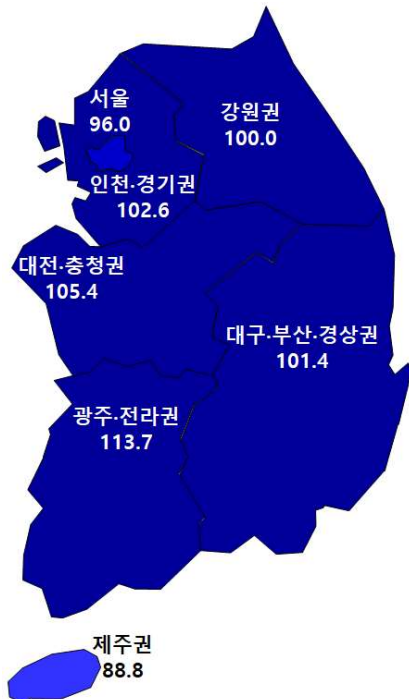 서울
96.0
강원권
100.0
인천·경기권
102.6
대전·충청권
105.4
대구·부산·경상권
101.4
광주·전라권
113.7
제주권
88.8